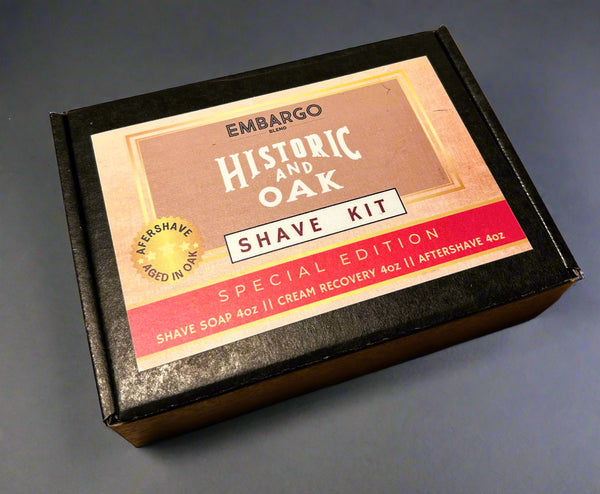 EMBARGO
BLEND
HISTORIC
AND
OAK
SHAVE KIT
AFERSHAVE
AGED IN OAK
SPECIAL EDITION
SHAVE SOAP 4oz || CREAM RECOVERY 4oz || AFTERSHAVE 4oz